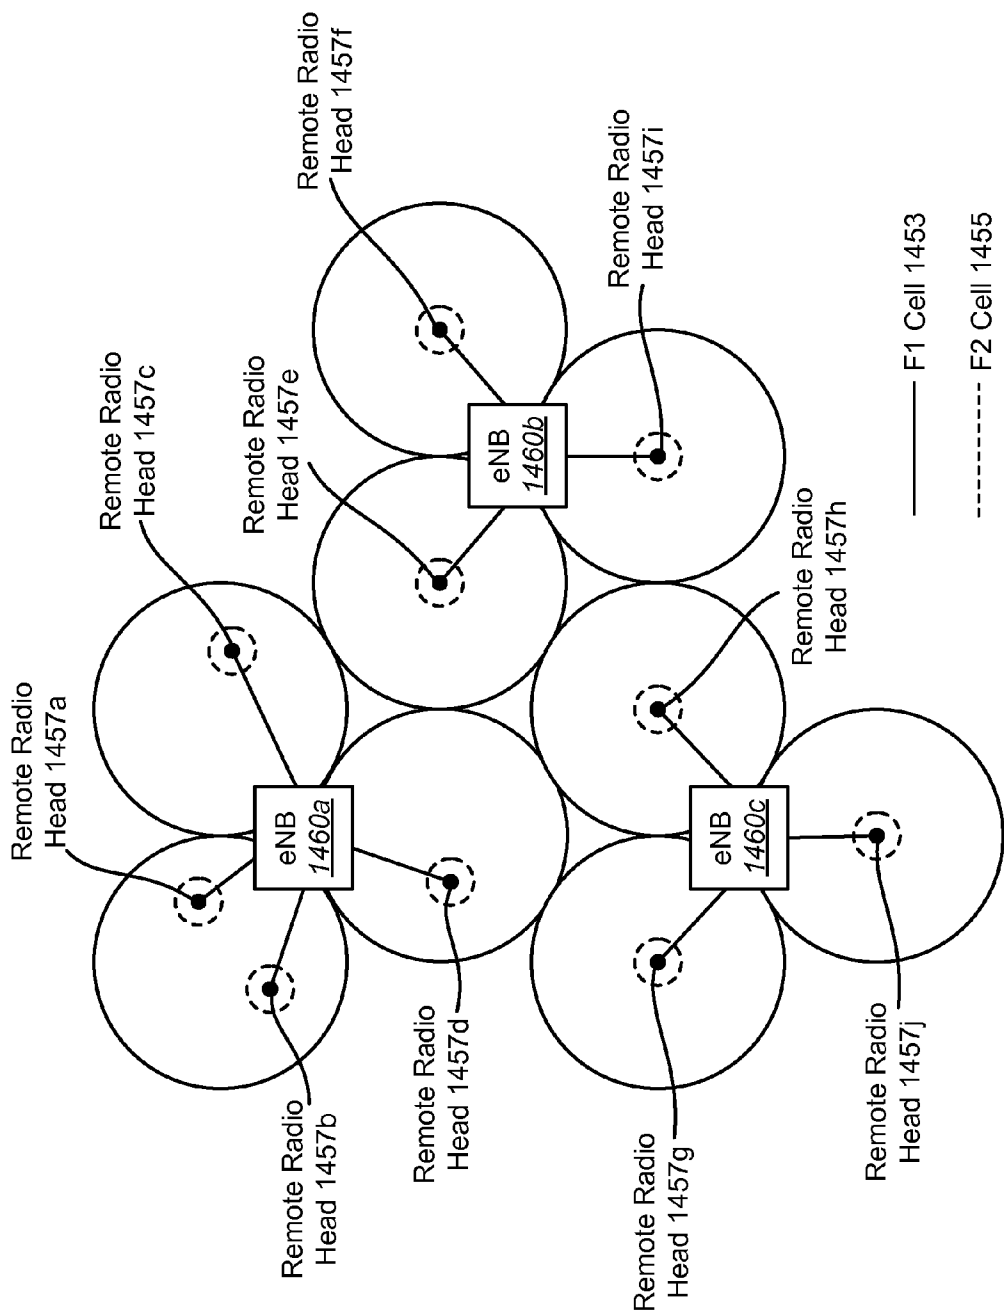 Remote Radio
Head 1457a
Remote Radio
Head 1457c
Remote Radio
Head 1457e
Remote Radio
Head 1457f
Remote Radio
Head 1457b
Remote Radio
Head 1457d
Remote Radio
Head 1457g
Remote Radio
Head 1457j
Remote Radio
Head 1457h
Remote Radio
Head 1457i
eNB
1460a
eNB
1460b
eNB
1460c
F1 Cell 1453
F2 Cell 1455